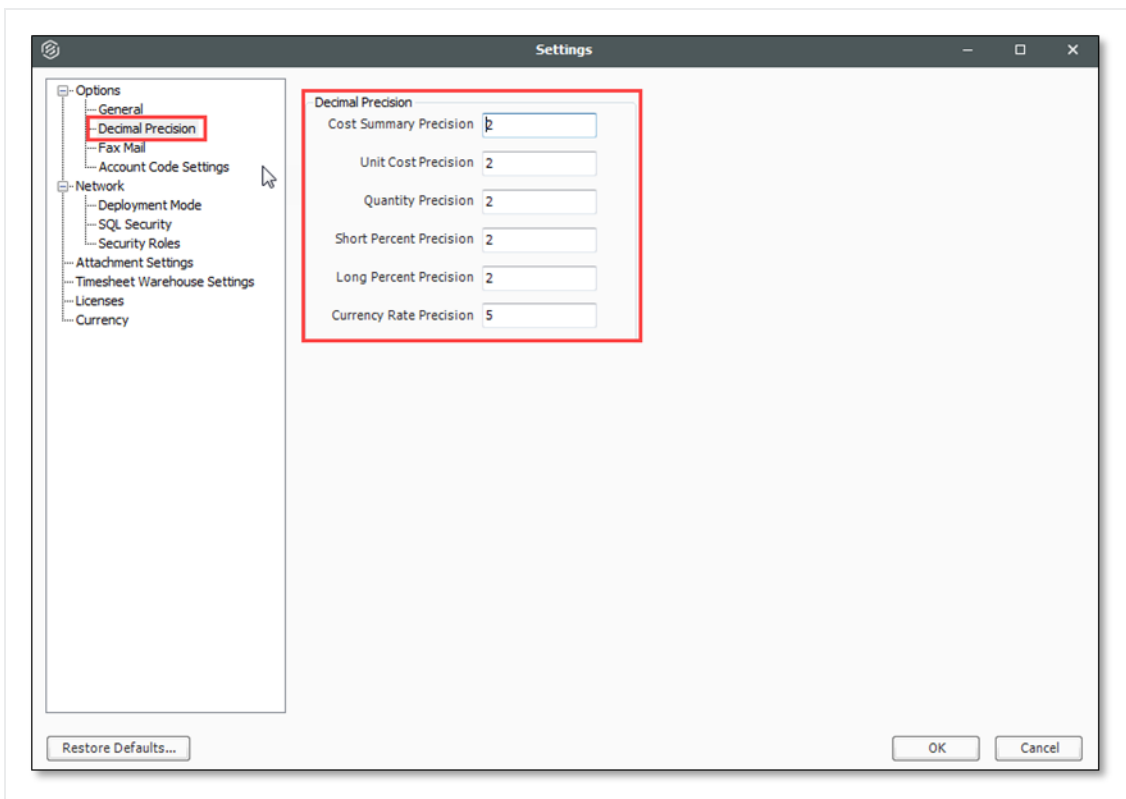 Settings
Options
General
Decimal Precision
Fax Mail
Account Code Settings
Network
Deployment Mode
SQL Security
Security Roles
Attachment Settings
Timesheet Warehouse Settings
Licenses
Currency
Decimal Precision
Cost Summary Precision 2
Unit Cost Precision 2
Quantity Precision 2
Short Percent Precision 2
Long Percent Precision 2
Currency Rate Precision 5
Restore Defaults...
OK
Cancel